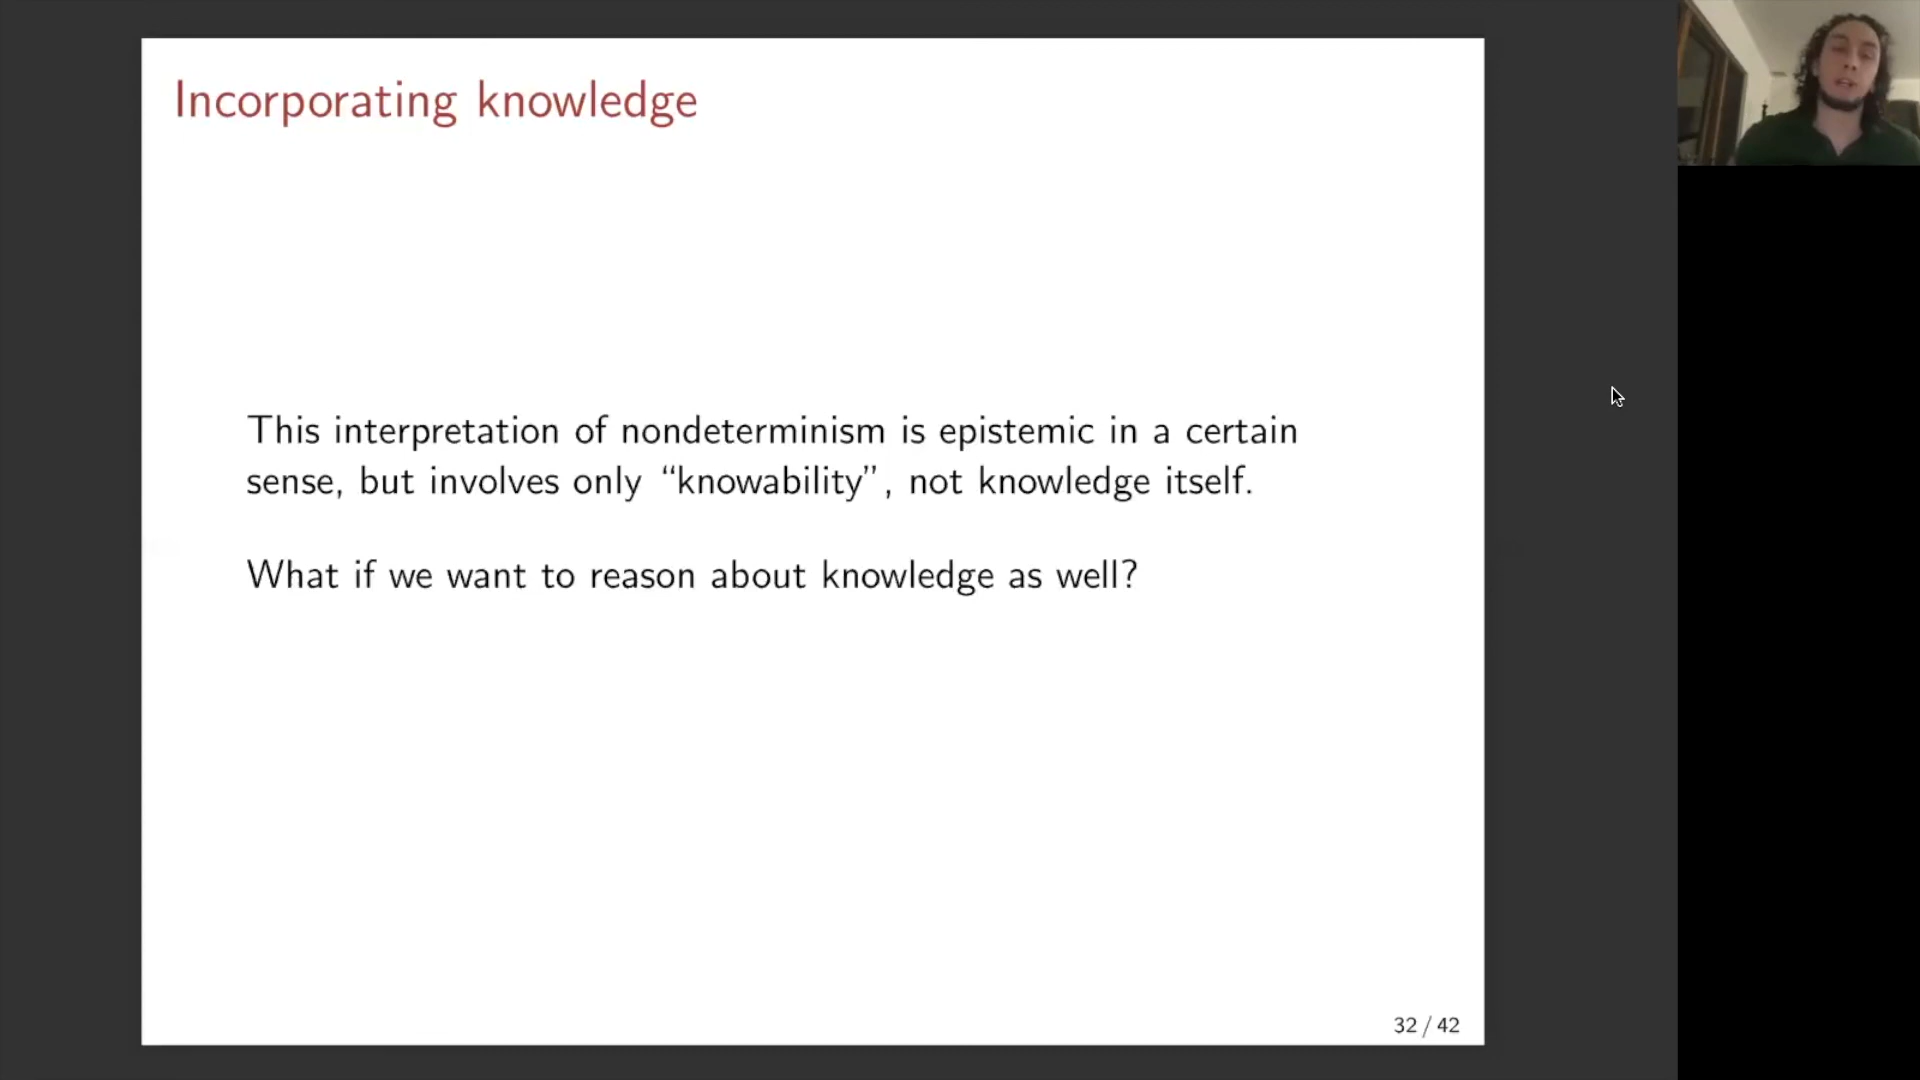 Incorporating knowledge
This interpretation of nondeterminism is epistemic in a certain
sense, but involves only “knowability”, not knowledge itself.
What if we want to reason about knowledge as well?
32 / 42